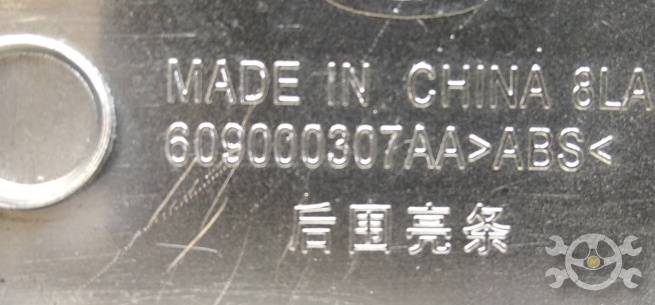 MADE IN CHINA 8LA
609000307AA>ABS<
后围亮条